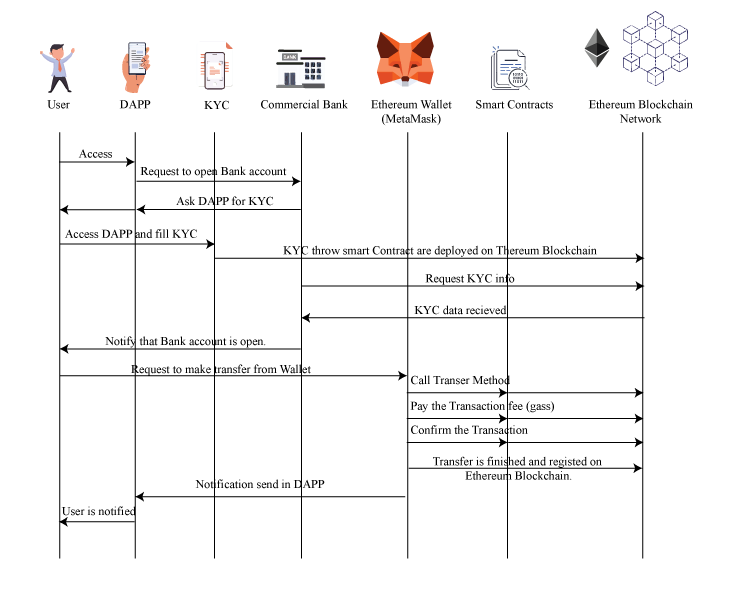 BANK
User
DAPP
KYC
Commercial Bank
Ethereum Wallet
(MetaMask)
Smart Contracts
Ethereum Blockchain
Network
Access
Request to open Bank account
Ask DAPP for KYC
Access DAPP and fill KYC
KYC throw smart Contract are deployed on Thereum Blockchain
Request KYC info
KYC data recieved
Notify that Bank account is open.
Request to make transfer from Wallet
Call Transer Method
Pay the Transaction fee (gass)
Confirm the Transaction
Transfer is finished and registed on
Ethereum Blockchain.
Notification send in DAPP
User is notified